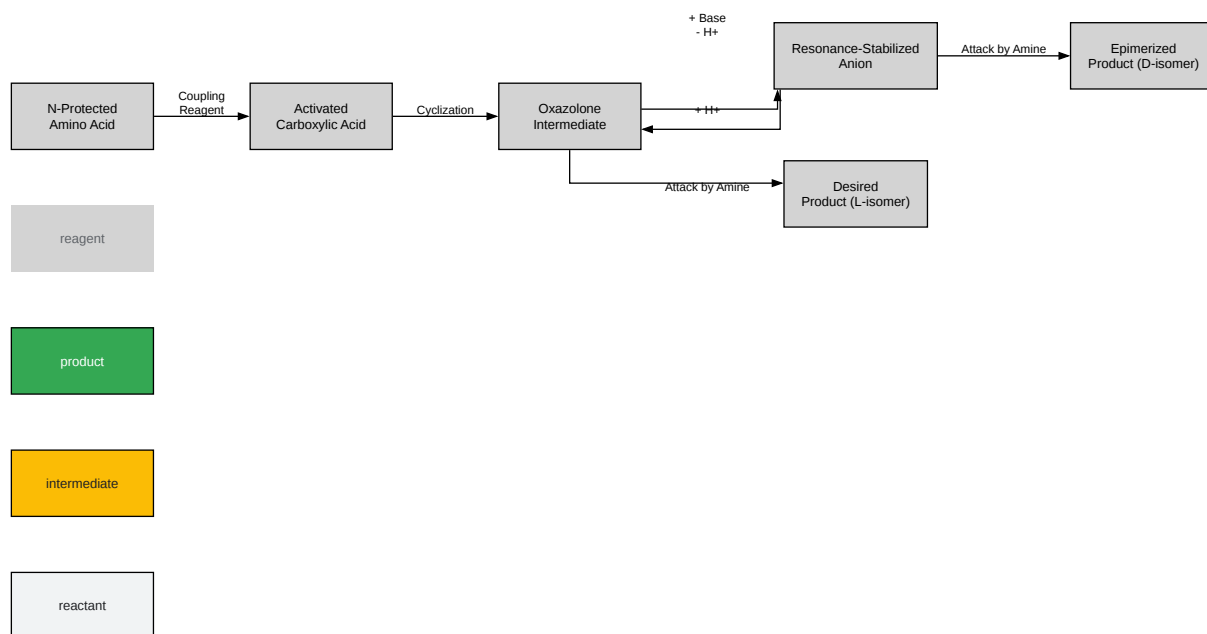 N-Protected
Amino Acid
Coupling
Reagent
Activated
Carboxylic Acid
Cyclization
Oxazolone
Intermediate
+ Base
- H+
+ H+
Resonance-Stabilized
Anion
Attack by Amine
Epimerized
Product (D-isomer)
Attack by Amine
Desired
Product (L-isomer)
reagent
product
intermediate
reactant